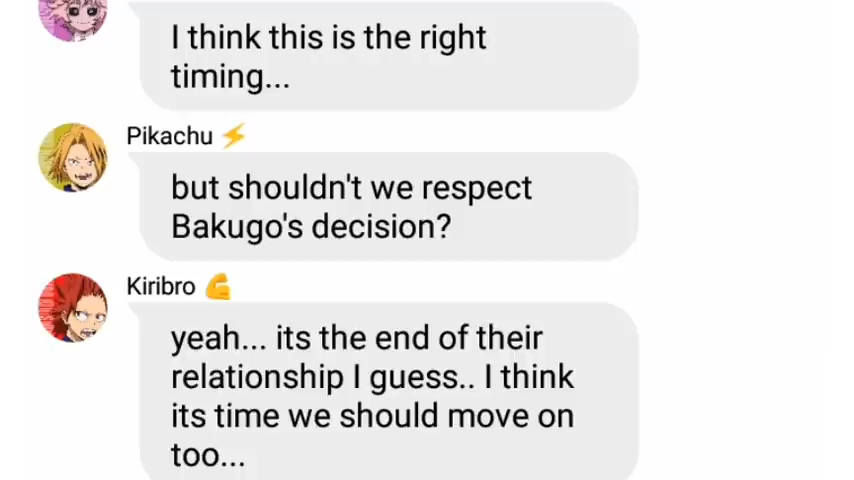 I think this is the right
timing...
Pikachu ⚡
but shouldn't we respect
Bakugo's decision?
Kiribro 💪
yeah... its the end of their
relationship I guess.. I think
its time we should move on
too...